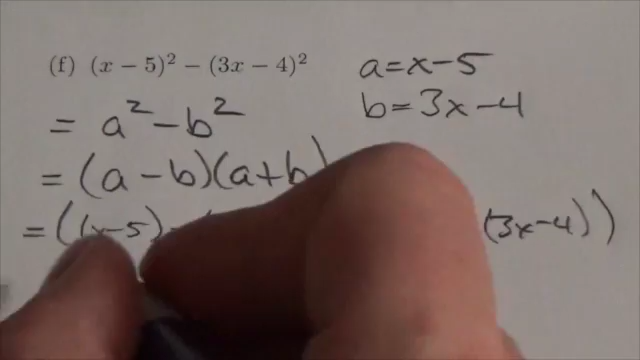 (f) (x − 5)² − (3x − 4)²
a = x − 5
b = 3x − 4
= a² − b²
= (a − b)(a + b)
= ((x − 5) − ( (3x − 4))